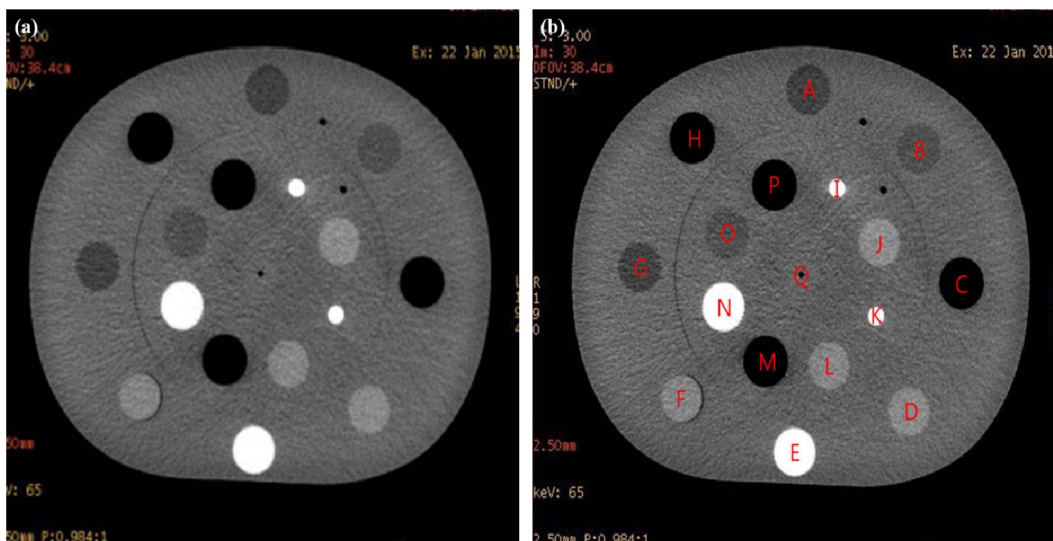 (a)
: 3.00
: 30
OV:38.4cm
ND/+
Ex: 22 Jan 201
50mm
V: 65
50mm P:0.984:1
(b)
S: 3.00
Im: 30
DFOV:38.4cm
STND/+
Ex: 22 Jan 201
A
B
H
P
I
O
J
G
Q
C
N
K
M
L
F
D
E
2.50mm
keV: 65
2.50mm P:0.984:1